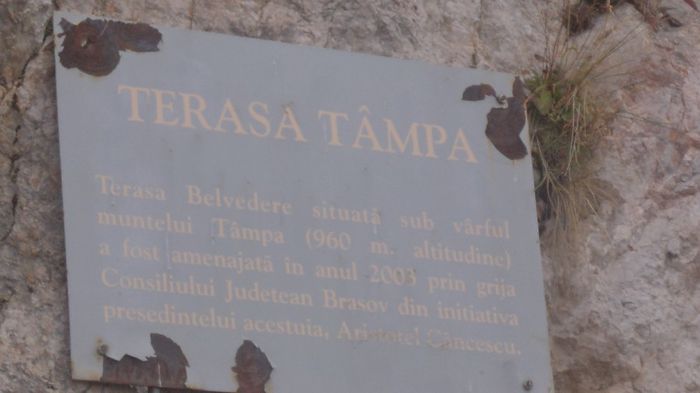 TERASA TÂMPA
Terasa Belvedere situată sub vârful
muntelui Tâmpa (960 m. altitudine)
a fost amenajată in anul 2003 prin grija
Consiliului Judetean Brasov din initiativa
presedintelui acestuia, Aristotel Căncescu.